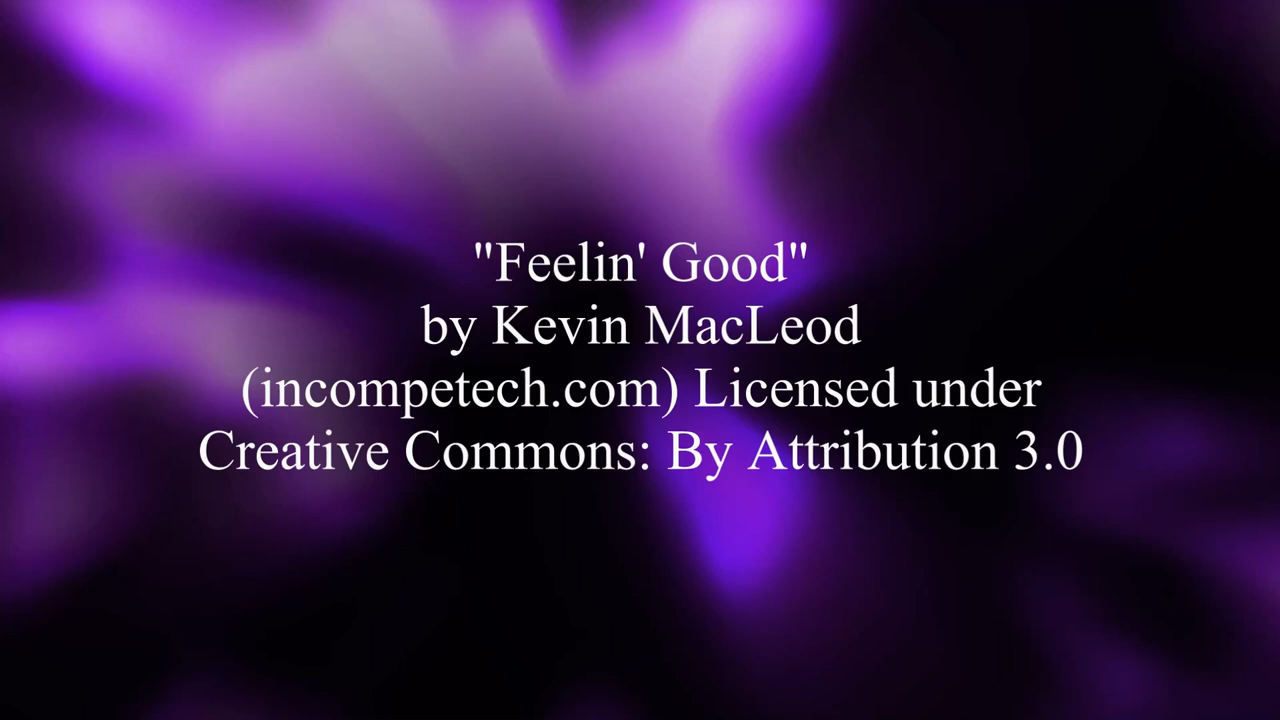 "Feelin' Good"
by Kevin MacLeod
(incompetech.com) Licensed under
Creative Commons: By Attribution 3.0